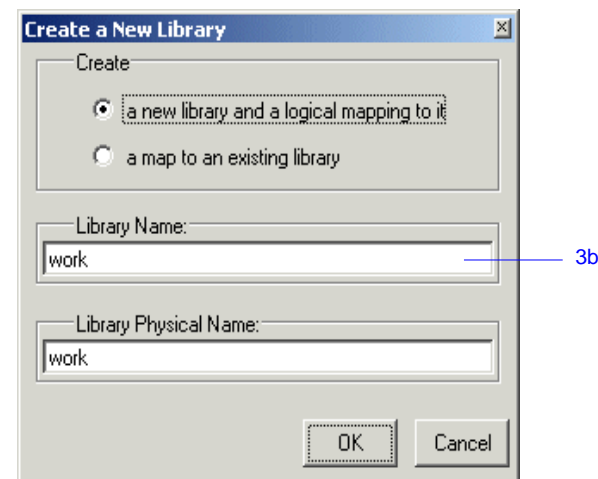 Create a New Library
Create
a new library and a logical mapping to it
a map to an existing library
Library Name:
work
3b
Library Physical Name:
work
OK
Cancel